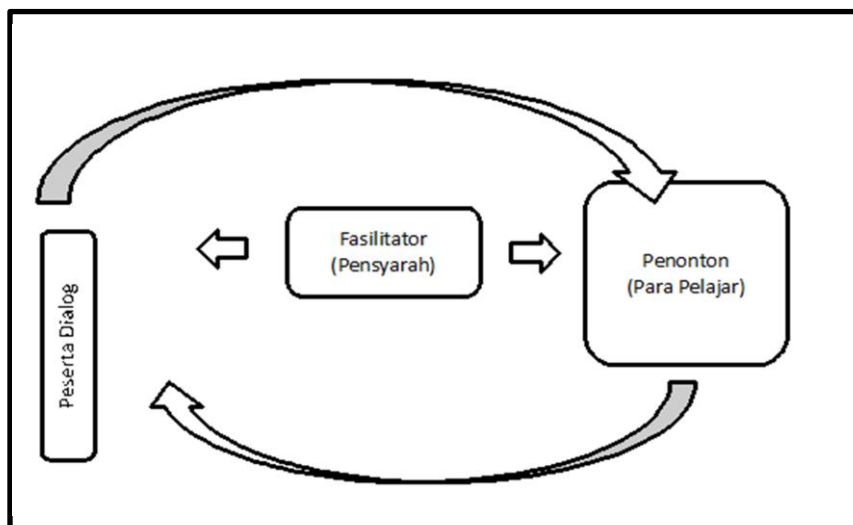 Peserta Dialog
Fasilitator
(Pensyarah)
Penonton
(Para Pelajar)